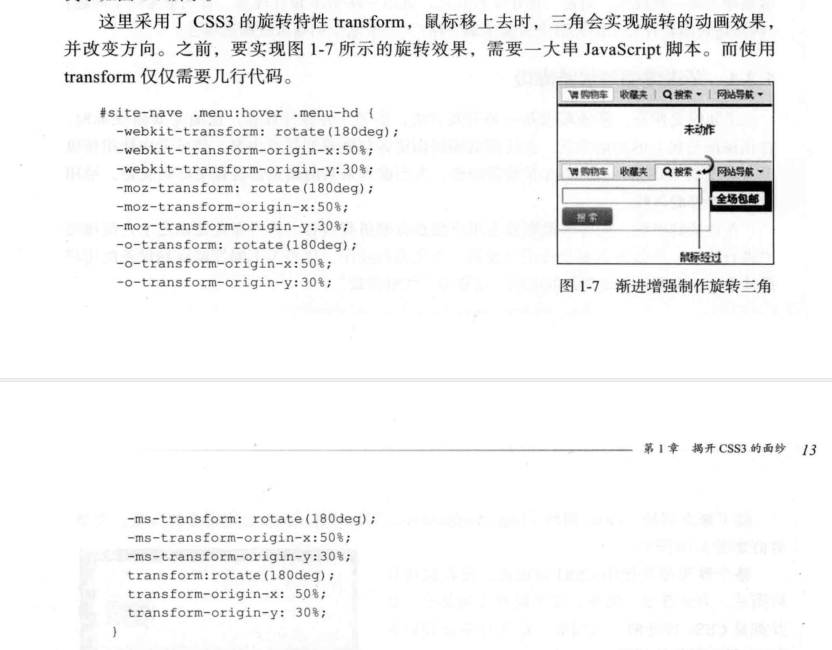 这里采用了 CSS3 的旋转特性 transform，鼠标移上去时，三角会实现旋转的动画效果，
并改变方向。之前，要实现图 1-7 所示的旋转效果，需要一大串 JavaScript 脚本。而使用
transform 仅仅需要几行代码。
#site-nave .menu:hover .menu-hd {
-webkit-transform: rotate(180deg);
-webkit-transform-origin-x:50%;
-webkit-transform-origin-y:30%;
-moz-transform: rotate(180deg);
-moz-transform-origin-x:50%;
-moz-transform-origin-y:30%;
-o-transform: rotate(180deg);
-o-transform-origin-x:50%;
-o-transform-origin-y:30%;
购物车 收藏夹 搜索 网站导航
未动作
购物车 收藏夹 搜索 网站导航
全场包邮
搜索
鼠标经过
图 1-7 渐进增强制作旋转三角
第 1 章 揭开 CSS3 的面纱 13
-ms-transform: rotate(180deg);
-ms-transform-origin-x:50%;
-ms-transform-origin-y:30%;
transform:rotate(180deg);
transform-origin-x: 50%;
transform-origin-y: 30%;
}